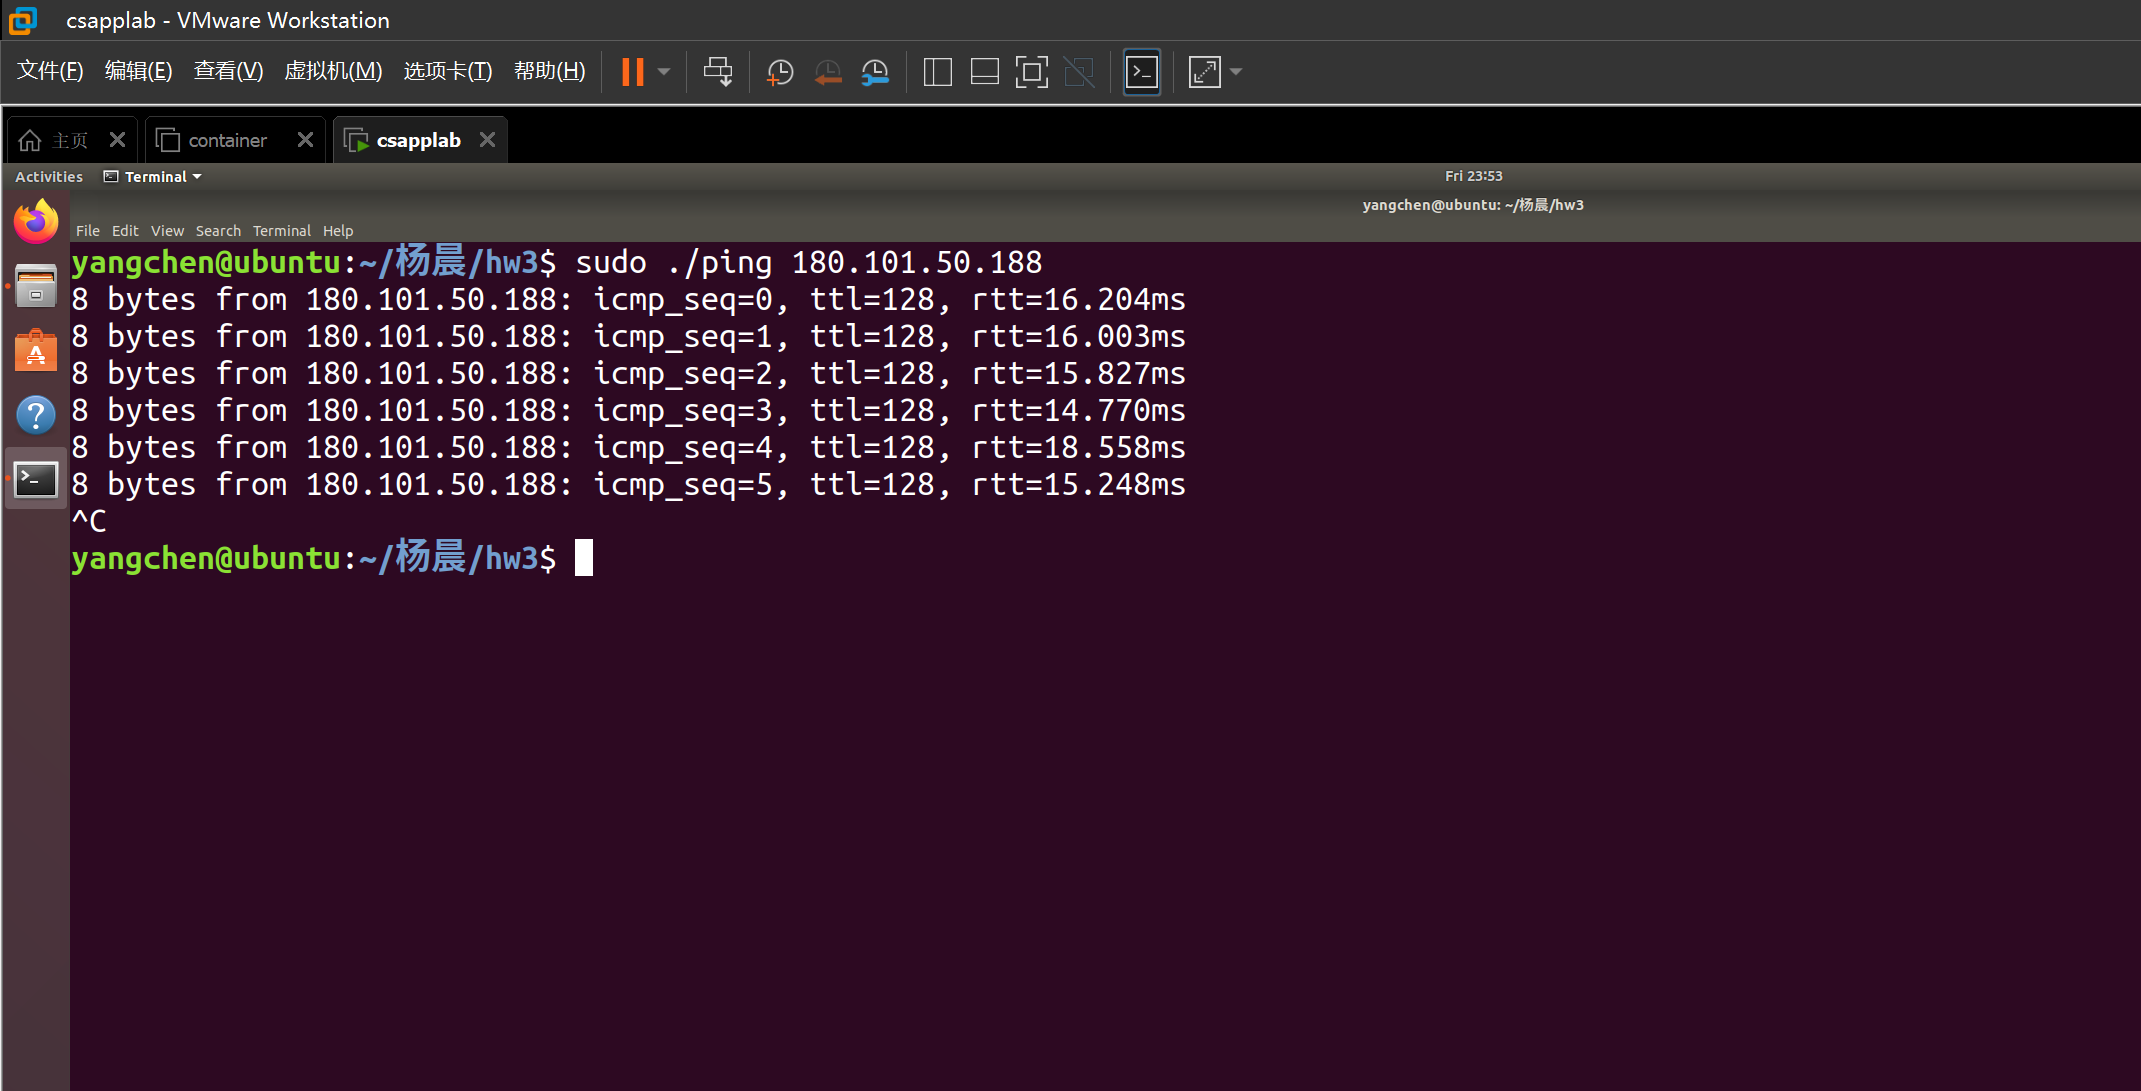 csapplab - VMware Workstation
文件(F) 编辑(E) 查看(V) 虚拟机(M) 选项卡(T) 帮助(H)
主页 container csapplab
Activities Terminal Fri 23:53
yangchen@ubuntu: ~/杨晨/hw3
File Edit View Search Terminal Help
yangchen@ubuntu:~/杨晨/hw3$ sudo ./ping 180.101.50.188
8 bytes from 180.101.50.188: icmp_seq=0, ttl=128, rtt=16.204ms
8 bytes from 180.101.50.188: icmp_seq=1, ttl=128, rtt=16.003ms
8 bytes from 180.101.50.188: icmp_seq=2, ttl=128, rtt=15.827ms
8 bytes from 180.101.50.188: icmp_seq=3, ttl=128, rtt=14.770ms
8 bytes from 180.101.50.188: icmp_seq=4, ttl=128, rtt=18.558ms
8 bytes from 180.101.50.188: icmp_seq=5, ttl=128, rtt=15.248ms
^C
yangchen@ubuntu:~/杨晨/hw3$